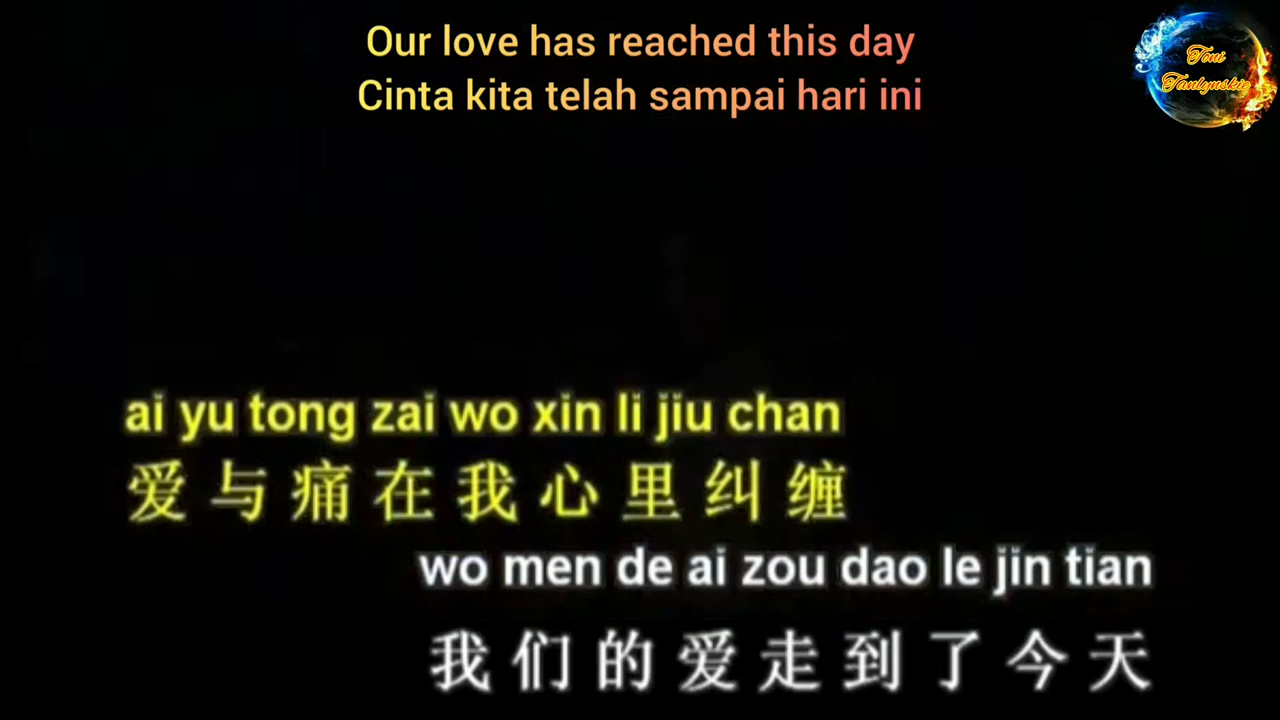 Our love has reached this day
Cinta kita telah sampai hari ini
Toni
Tanlynskie
ai yu tong zai wo xin li jiu chan
爱与痛在我心里纠缠
wo men de ai zou dao le jin tian
我们的爱走到了今天